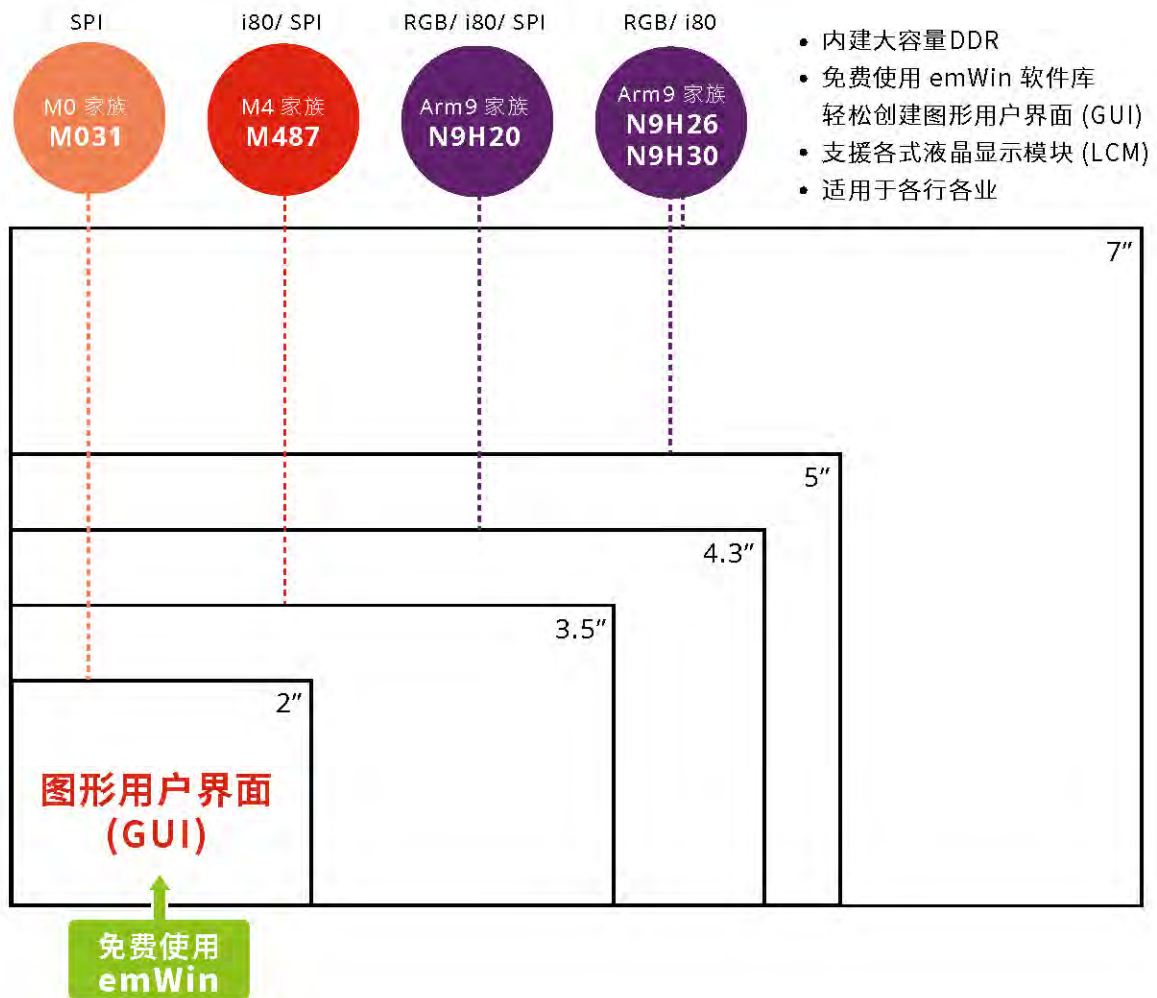 SPI
M0 家族
M031
i80/ SPI
M4 家族
M487
RGB/ i80/ SPI
Arm9 家族
N9H20
RGB/ i80
Arm9 家族
N9H26
N9H30
• 内建大容量DDR
• 免费使用 emWin 软件库
轻松创建图形用户界面 (GUI)
• 支援各式液晶显示模块 (LCM)
• 适用于各行各业
7”
5”
4.3”
3.5”
2”
图形用户界面
(GUI)
免费使用
emWin